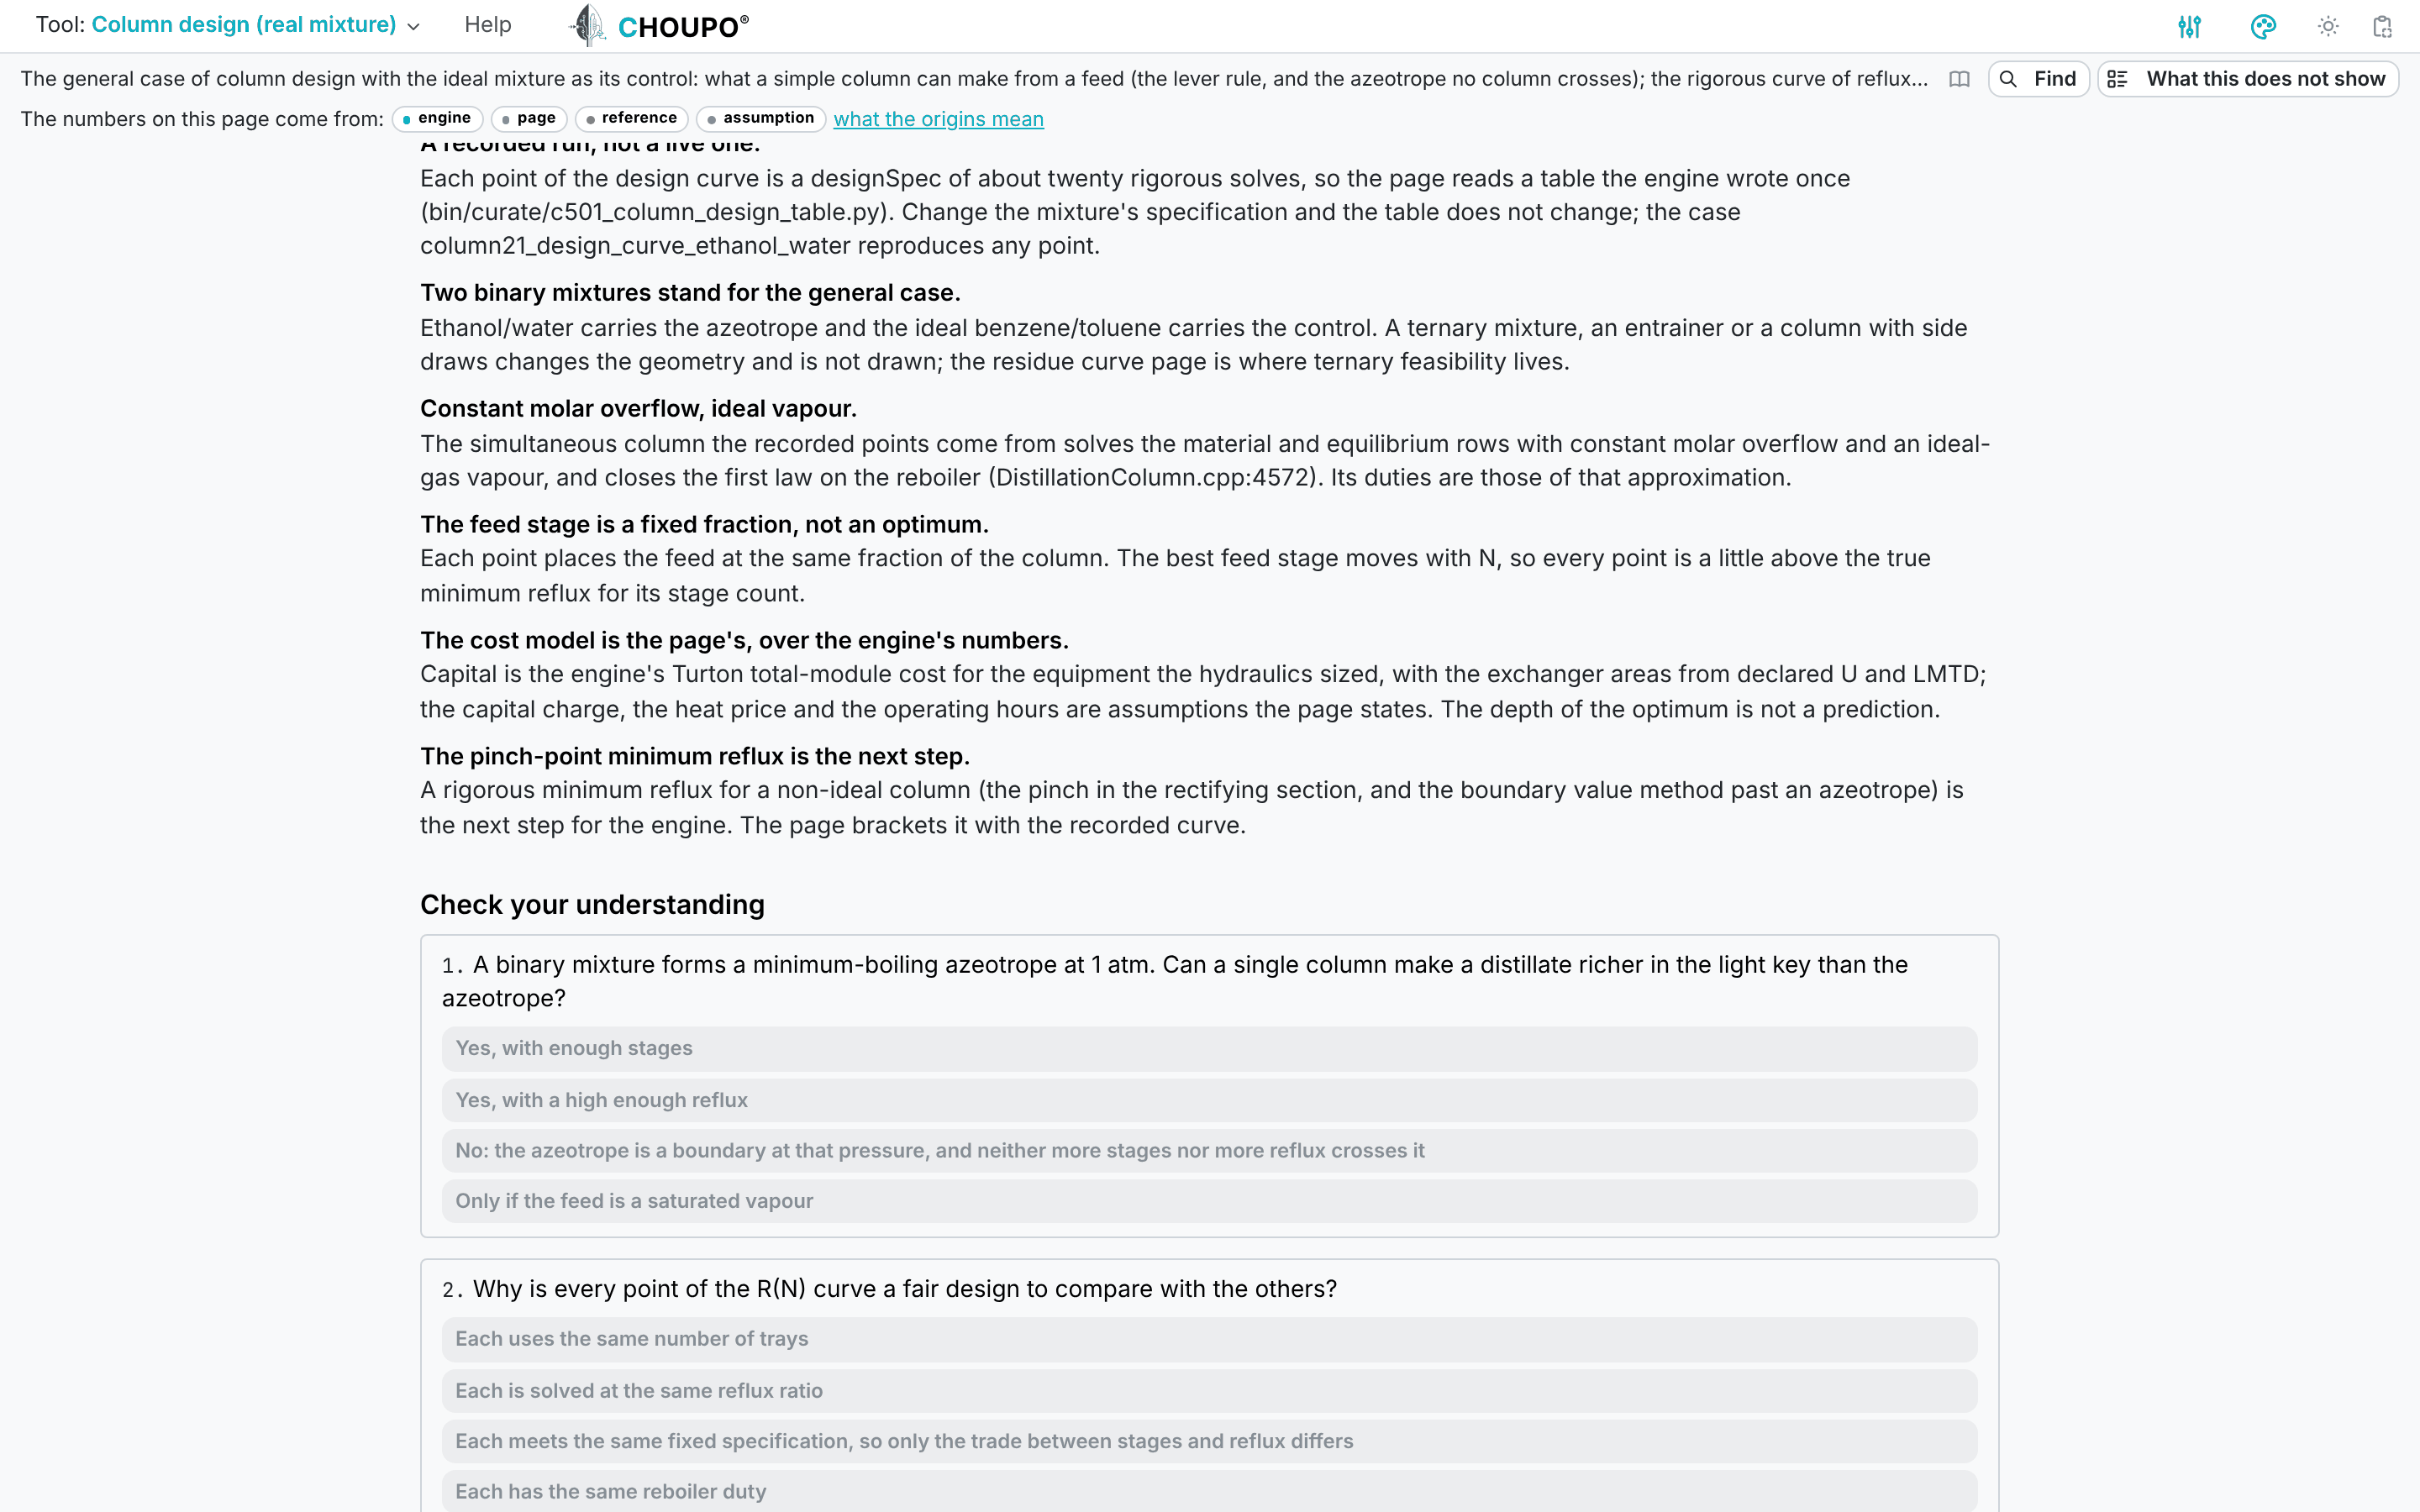 Tool: Column design (real mixture)
Help
CHOUPO®
The general case of column design with the ideal mixture as its control: what a simple column can make from a feed (the lever rule, and the azeotrope no column crosses); the rigorous curve of reflux...
Find
What this does not show
The numbers on this page come from:
engine
page
reference
assumption
what the origins mean
A recorded run, not a live one.
Each point of the design curve is a designSpec of about twenty rigorous solves, so the page reads a table the engine wrote once
(bin/curate/c501_column_design_table.py). Change the mixture's specification and the table does not change; the case
column21_design_curve_ethanol_water reproduces any point.
Two binary mixtures stand for the general case.
Ethanol/water carries the azeotrope and the ideal benzene/toluene carries the control. A ternary mixture, an entrainer or a column with side
draws changes the geometry and is not drawn; the residue curve page is where ternary feasibility lives.
Constant molar overflow, ideal vapour.
The simultaneous column the recorded points come from solves the material and equilibrium rows with constant molar overflow and an ideal-
gas vapour, and closes the first law on the reboiler (DistillationColumn.cpp:4572). Its duties are those of that approximation.
The feed stage is a fixed fraction, not an optimum.
Each point places the feed at the same fraction of the column. The best feed stage moves with N, so every point is a little above the true
minimum reflux for its stage count.
The cost model is the page's, over the engine's numbers.
Capital is the engine's Turton total-module cost for the equipment the hydraulics sized, with the exchanger areas from declared U and LMTD;
the capital charge, the heat price and the operating hours are assumptions the page states. The depth of the optimum is not a prediction.
The pinch-point minimum reflux is the next step.
A rigorous minimum reflux for a non-ideal column (the pinch in the rectifying section, and the boundary value method past an azeotrope) is
the next step for the engine. The page brackets it with the recorded curve.
Check your understanding
1. A binary mixture forms a minimum-boiling azeotrope at 1 atm. Can a single column make a distillate richer in the light key than the
azeotrope?
Yes, with enough stages
Yes, with a high enough reflux
No: the azeotrope is a boundary at that pressure, and neither more stages nor more reflux crosses it
Only if the feed is a saturated vapour
2. Why is every point of the R(N) curve a fair design to compare with the others?
Each uses the same number of trays
Each is solved at the same reflux ratio
Each meets the same fixed specification, so only the trade between stages and reflux differs
Each has the same reboiler duty